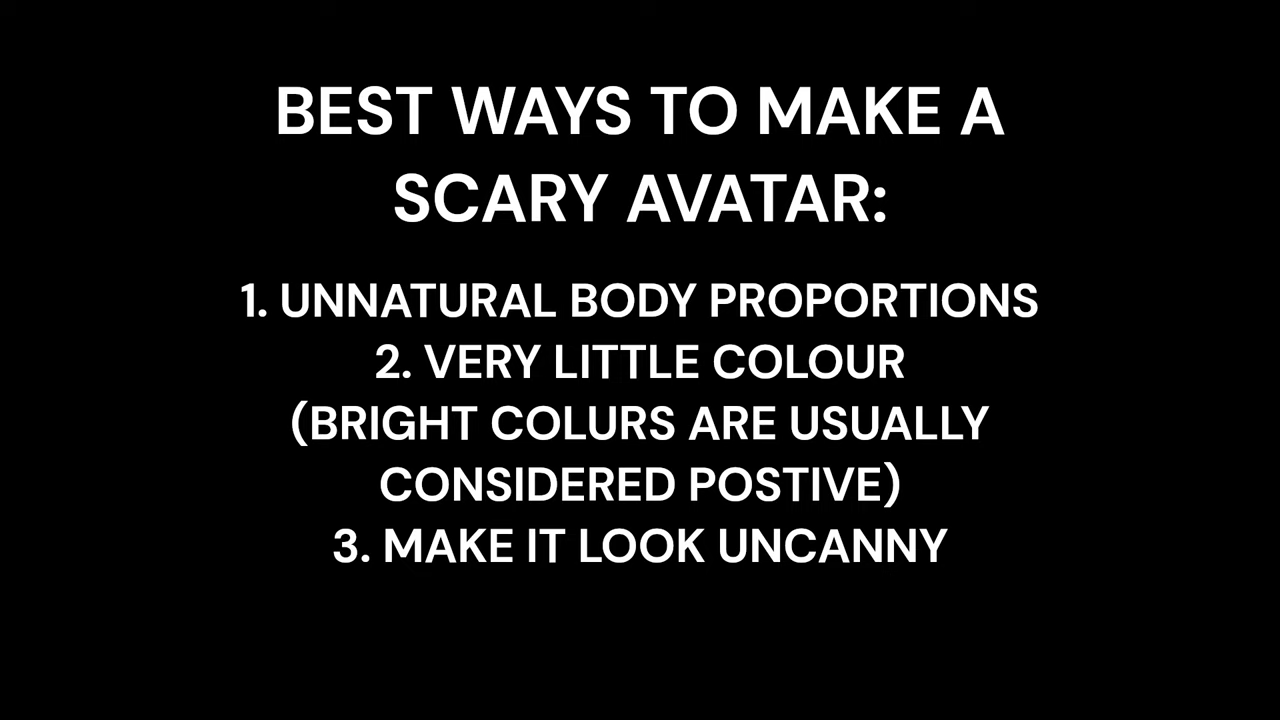 BEST WAYS TO MAKE A
SCARY AVATAR:
1. UNNATURAL BODY PROPORTIONS
2. VERY LITTLE COLOUR
(BRIGHT COLURS ARE USUALLY
CONSIDERED POSTIVE)
3. MAKE IT LOOK UNCANNY